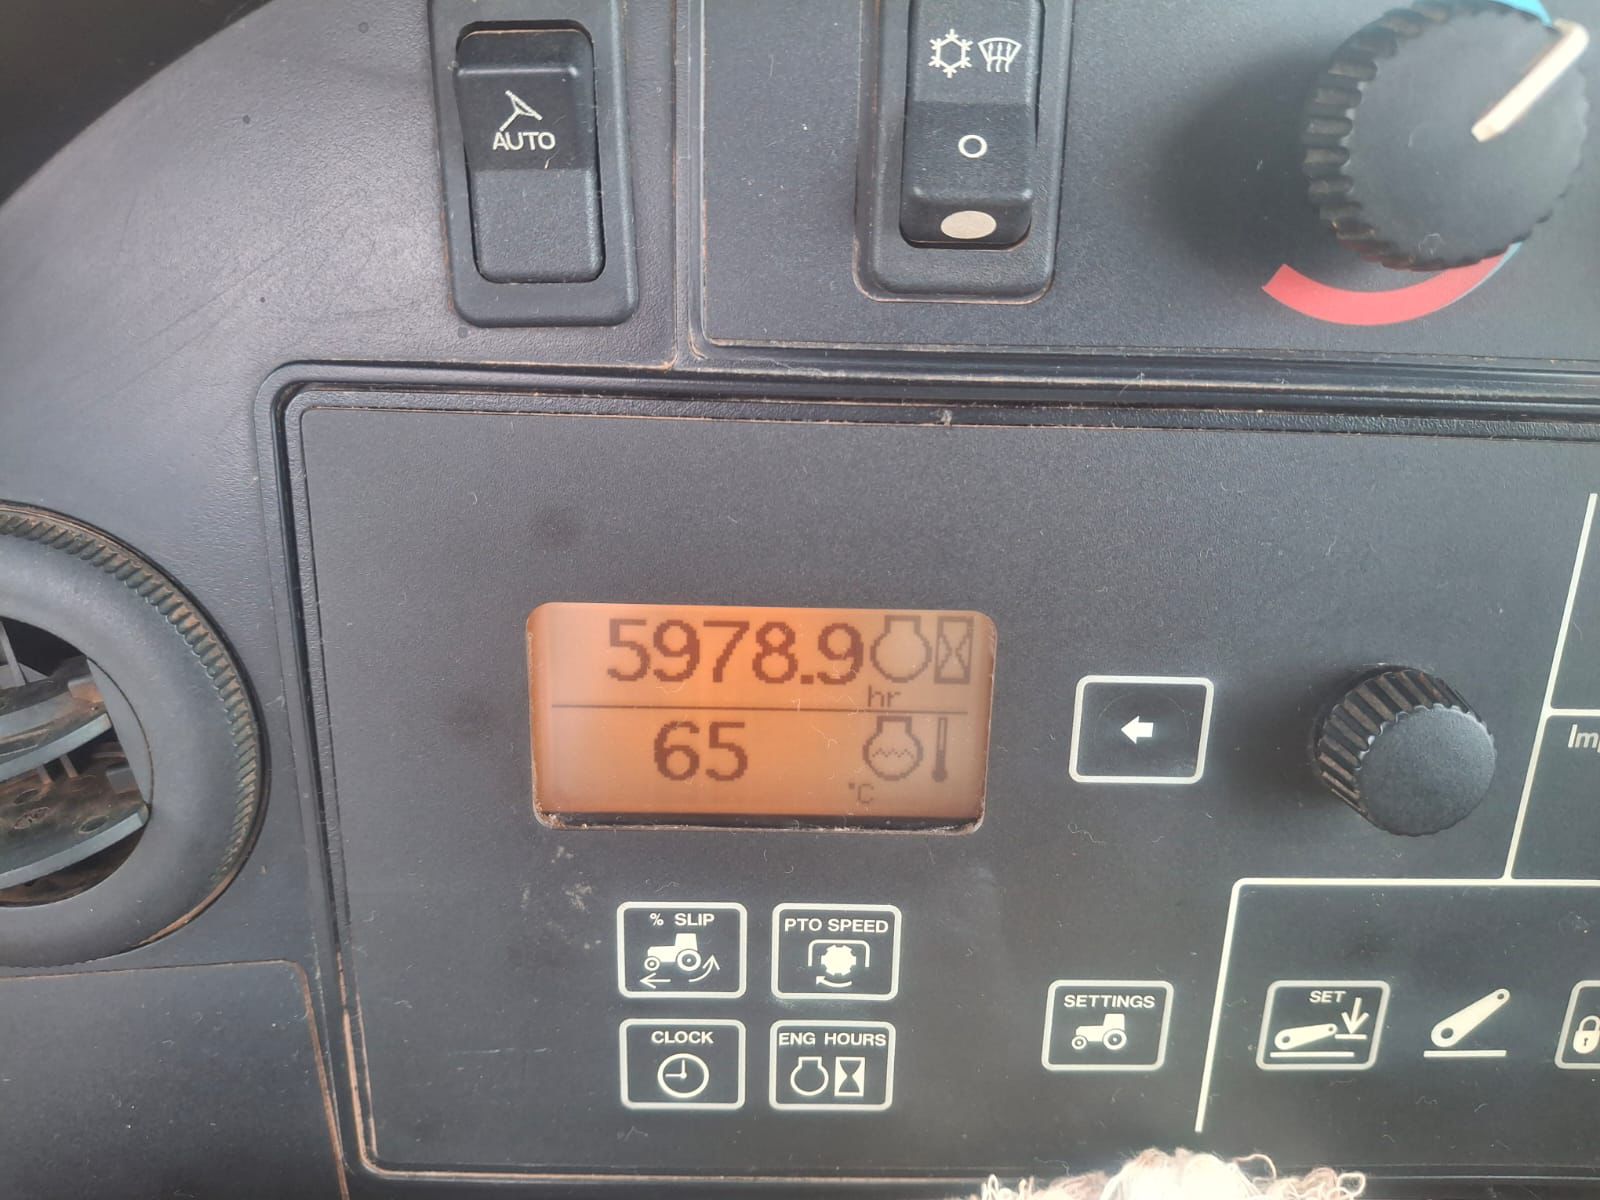 AUTO
5978.9
hr
65
°C
% SLIP
PTO SPEED
CLOCK
ENG HOURS
SETTINGS
SET